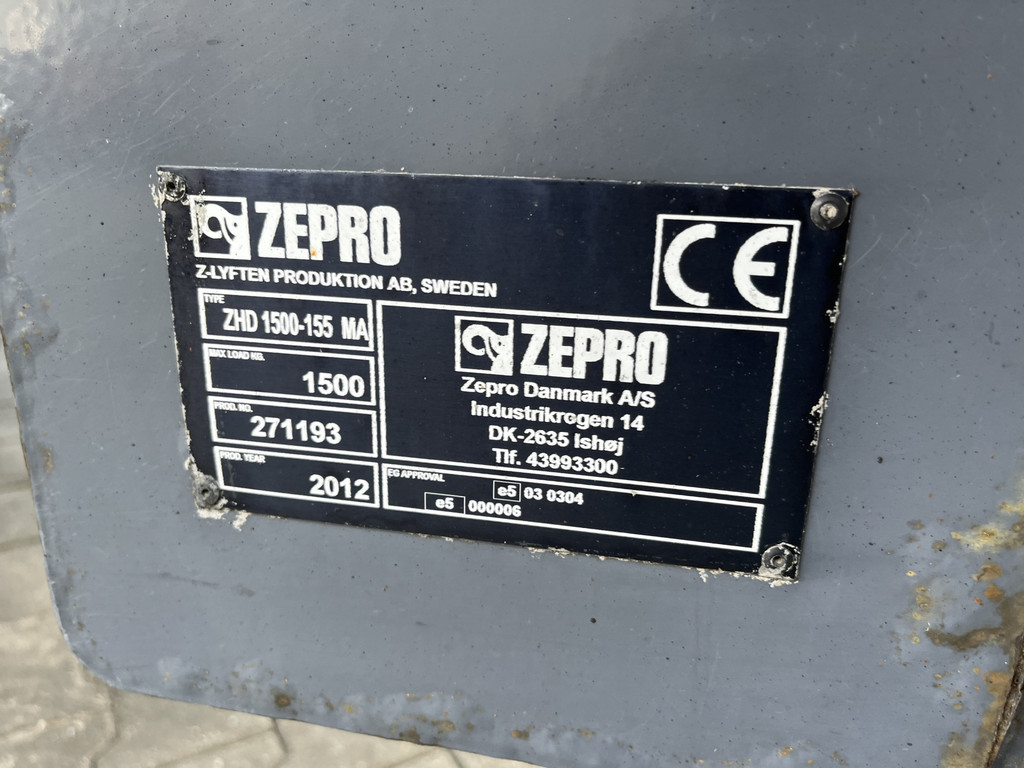 ZEPRO
Z-LYFTEN PRODUKTION AB, SWEDEN
CE
TYPE
ZHD 1500-155 MA
MAX LOAD KG.
1500
PROD. NO.
271193
PROD. YEAR
2012
ZEPRO
Zepro Danmark A/S
Industrikrogen 14
DK-2635 Ishøj
Tlf. 43993300
EG APPROVAL
e5 03 0304
e5 000006